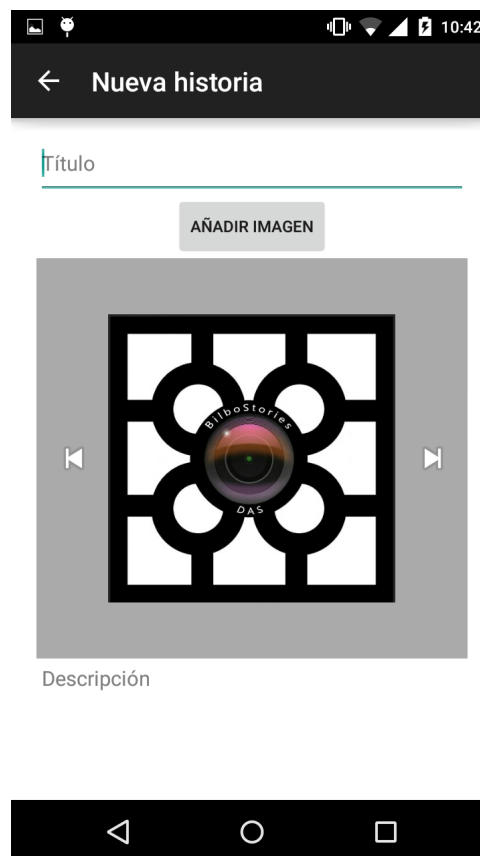 10:42
Nueva historia
Título
AÑADIR IMAGEN
BilboStories
DAS
Descripción